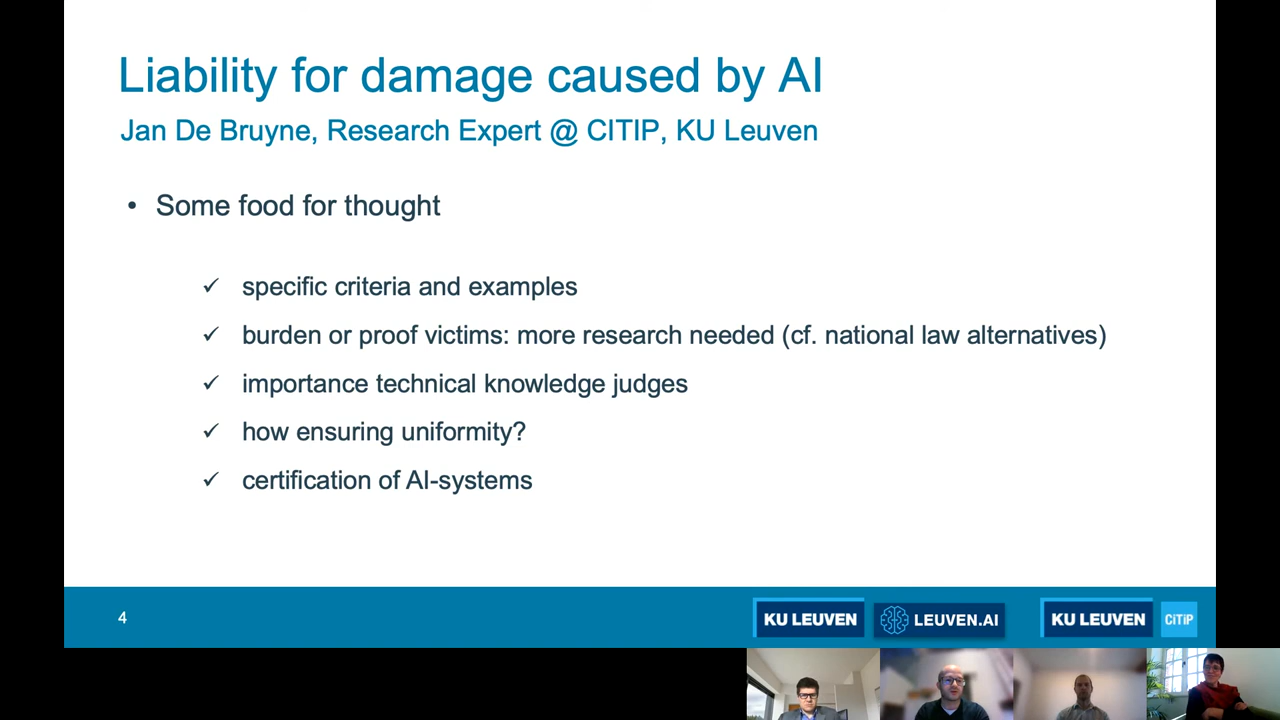 Liability for damage caused by AI
Jan De Bruyne, Research Expert @ CITIP, KU Leuven
• Some food for thought
✓ specific criteria and examples
✓ burden or proof victims: more research needed (cf. national law alternatives)
✓ importance technical knowledge judges
✓ how ensuring uniformity?
✓ certification of AI-systems
4
KU LEUVEN
LEUVEN.AI
KU LEUVEN
CiTiP